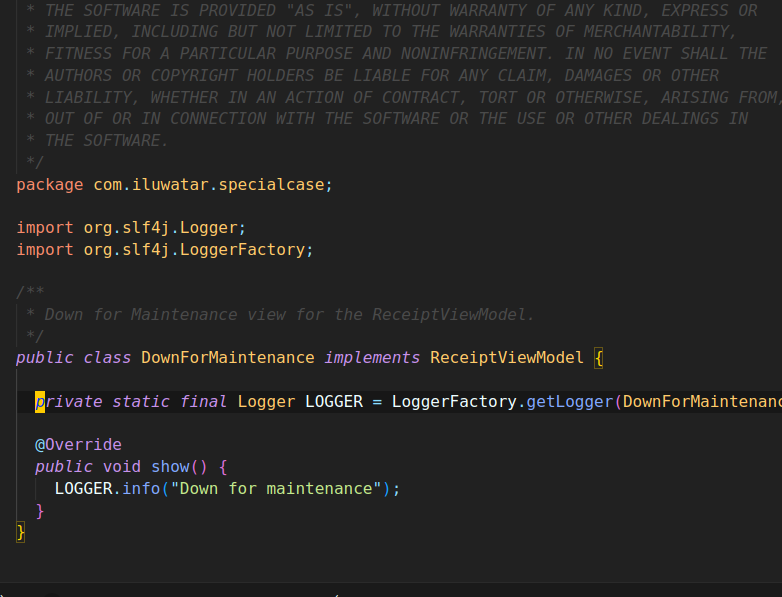 * THE SOFTWARE IS PROVIDED "AS IS", WITHOUT WARRANTY OF ANY KIND, EXPRESS OR
* IMPLIED, INCLUDING BUT NOT LIMITED TO THE WARRANTIES OF MERCHANTABILITY,
* FITNESS FOR A PARTICULAR PURPOSE AND NONINFRINGEMENT. IN NO EVENT SHALL THE
* AUTHORS OR COPYRIGHT HOLDERS BE LIABLE FOR ANY CLAIM, DAMAGES OR OTHER
* LIABILITY, WHETHER IN AN ACTION OF CONTRACT, TORT OR OTHERWISE, ARISING FROM,
* OUT OF OR IN CONNECTION WITH THE SOFTWARE OR THE USE OR OTHER DEALINGS IN
* THE SOFTWARE.
*/
package com.iluwatar.specialcase;
import org.slf4j.Logger;
import org.slf4j.LoggerFactory;
/**
* Down for Maintenance view for the ReceiptViewModel.
*/
public class DownForMaintenance implements ReceiptViewModel {
private static final Logger LOGGER = LoggerFactory.getLogger(DownForMaintenanc
@Override
public void show() {
LOGGER.info("Down for maintenance");
}
}